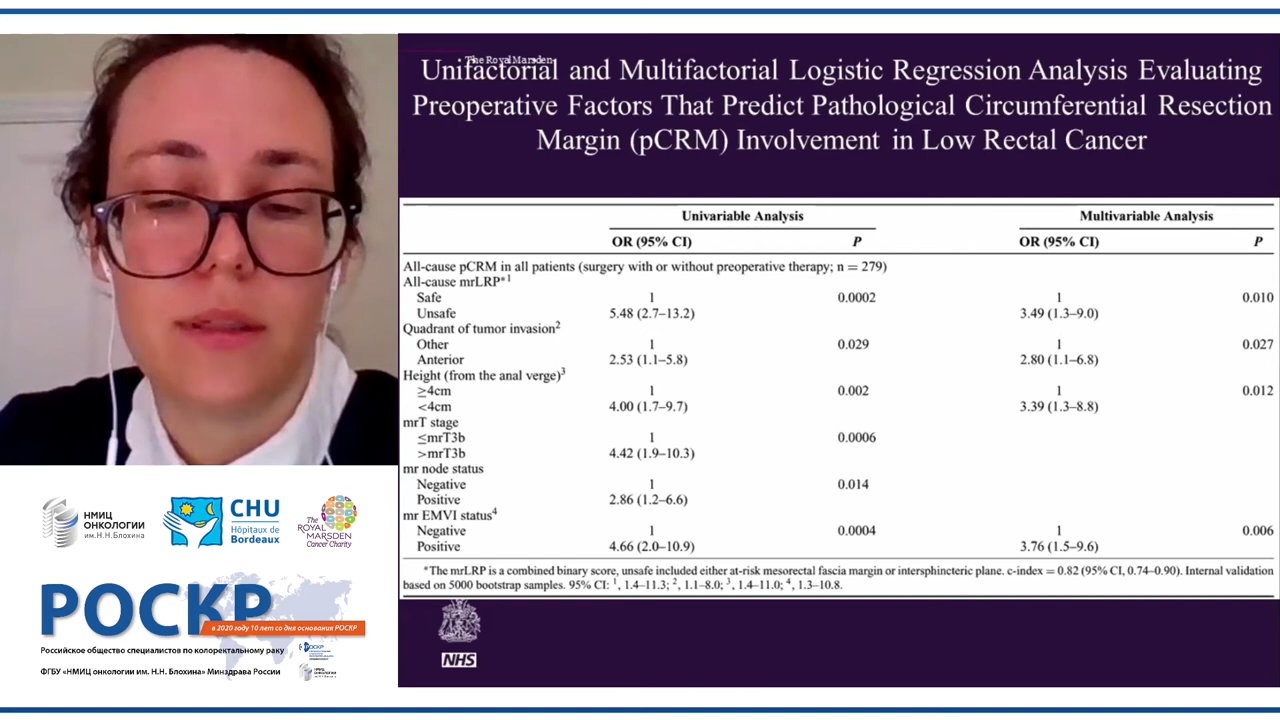 The Royal Marsden
Unifactorial and Multifactorial Logistic Regression Analysis Evaluating
Preoperative Factors That Predict Pathological Circumferential Resection
Margin (pCRM) Involvement in Low Rectal Cancer
Univariable Analysis Multivariable Analysis
OR (95% CI) P OR (95% CI) P
All-cause pCRM in all patients (surgery with or without preoperative therapy; n = 279)
All-cause mrLRP*1
Safe 1 0.0002 1 0.010
Unsafe 5.48 (2.7–13.2) 3.49 (1.3–9.0)
Quadrant of tumor invasion2
Other 1 0.029 1 0.027
Anterior 2.53 (1.1–5.8) 2.80 (1.1–6.8)
Height (from the anal verge)3
≥4cm 1 0.002 1 0.012
<4cm 4.00 (1.7–9.7) 3.39 (1.3–8.8)
mrT stage
≤mrT3b 1 0.0006
>mrT3b 4.42 (1.9–10.3)
mr node status
Negative 1 0.014
Positive 2.86 (1.2–6.6)
mr EMVI status4
Negative 1 0.0004 1 0.006
Positive 4.66 (2.0–10.9) 3.76 (1.5–9.6)
*The mrLRP is a combined binary score, unsafe included either at-risk mesorectal fascia margin or intersphincteric plane. c-index = 0.82 (95% CI, 0.74–0.90). Internal validation
based on 5000 bootstrap samples. 95% CI: 1, 1.4–11.3; 2, 1.1–8.0; 3, 1.4–11.0; 4, 1.3–10.8.
NHS
НМИЦ
ОНКОЛОГИИ
им.Н.Н.Блохина
CHU
Hôpitaux de
Bordeaux
The
ROYAL
MARSDEN
Cancer Charity
РОСКР
в 2020 году 10 лет со дня основания РОСКР
Российское общество специалистов по колоректальному раку
ФГБУ «НМИЦ онкологии им. Н.Н. Блохина» Минздрава России